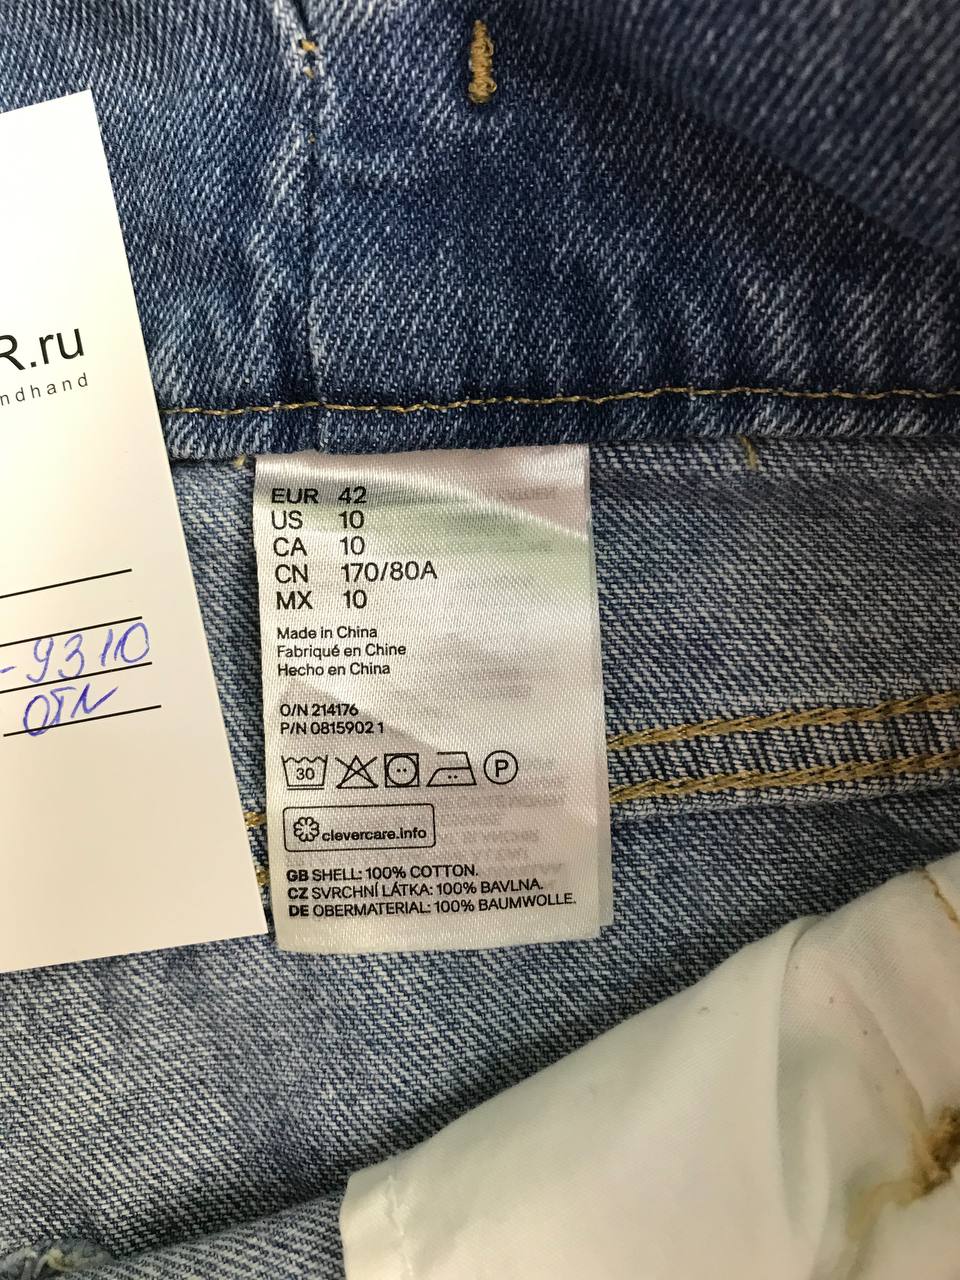 R.ru
ndhand
-9310
OTN
EUR 42
US 10
CA 10
CN 170/80A
MX 10
Made in China
Fabriqué en Chine
Hecho en China
O/N 214176
P/N 0815902 1
30
P
clevercare.info
GB SHELL: 100% COTTON.
CZ SVRCHNÍ LÁTKA: 100% BAVLNA.
DE OBERMATERIAL: 100% BAUMWOLLE.